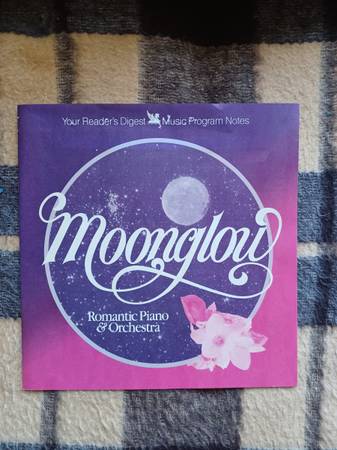 Your Reader's Digest Music Program Notes
Moonglow
Romantic Piano
& Orchestra